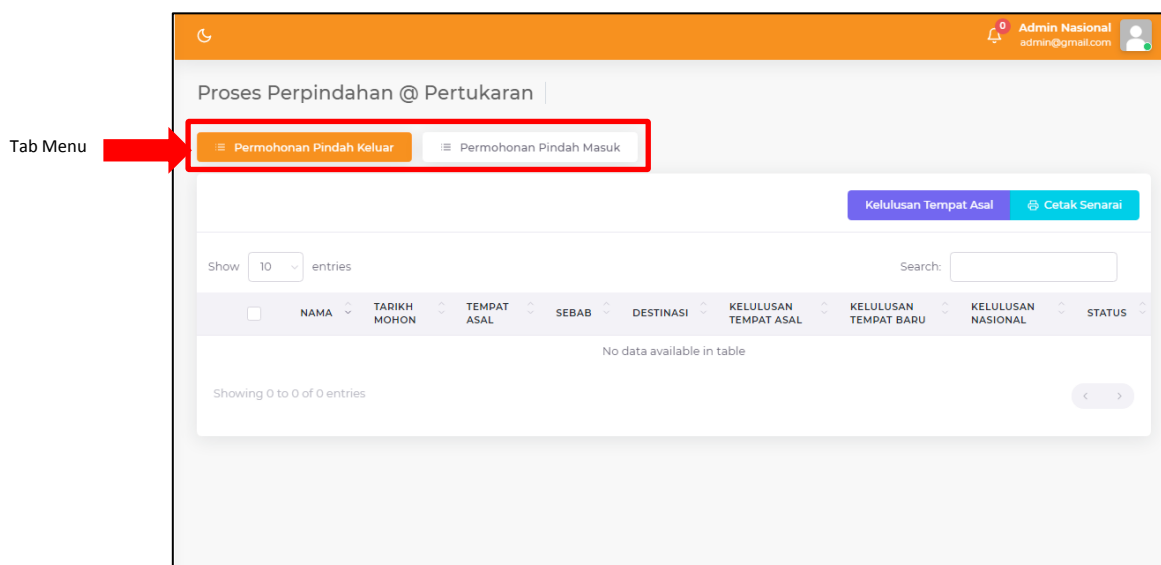 0 Admin Nasional
admin@gmail.com
Proses Perpindahan @ Pertukaran
Tab Menu
Permohonan Pindah Keluar Permohonan Pindah Masuk
Kelulusan Tempat Asal Cetak Senarai
Show 10 entries Search:
NAMA TARIKH MOHON TEMPAT ASAL SEBAB DESTINASI KELULUSAN TEMPAT ASAL KELULUSAN TEMPAT BARU KELULUSAN NASIONAL STATUS
No data available in table
Showing 0 to 0 of 0 entries